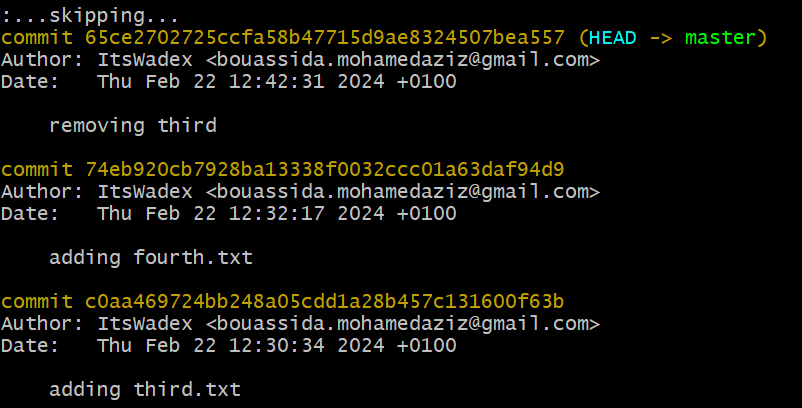 :...skipping...
commit 65ce2702725ccfa58b47715d9ae8324507bea557 (HEAD -> master)
Author: ItsWadex <bouassida.mohamedaziz@gmail.com>
Date:   Thu Feb 22 12:42:31 2024 +0100
    removing third
commit 74eb920cb7928ba13338f0032ccc01a63daf94d9
Author: ItsWadex <bouassida.mohamedaziz@gmail.com>
Date:   Thu Feb 22 12:32:17 2024 +0100
    adding fourth.txt
commit c0aa469724bb248a05cdd1a28b457c131600f63b
Author: ItsWadex <bouassida.mohamedaziz@gmail.com>
Date:   Thu Feb 22 12:30:34 2024 +0100
    adding third.txt